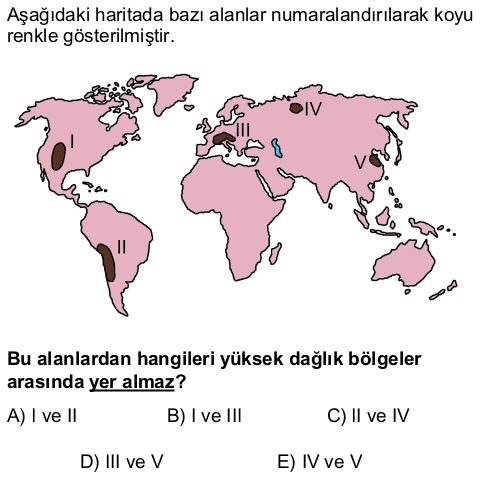 Aşağıdaki haritada bazı alanlar numaralandırılarak koyu
renkle gösterilmiştir.
IV
III
I
V
II
Bu alanlardan hangileri yüksek dağlık bölgeler
arasında yer almaz?
A) I ve II B) I ve III C) II ve IV
D) III ve V E) IV ve V